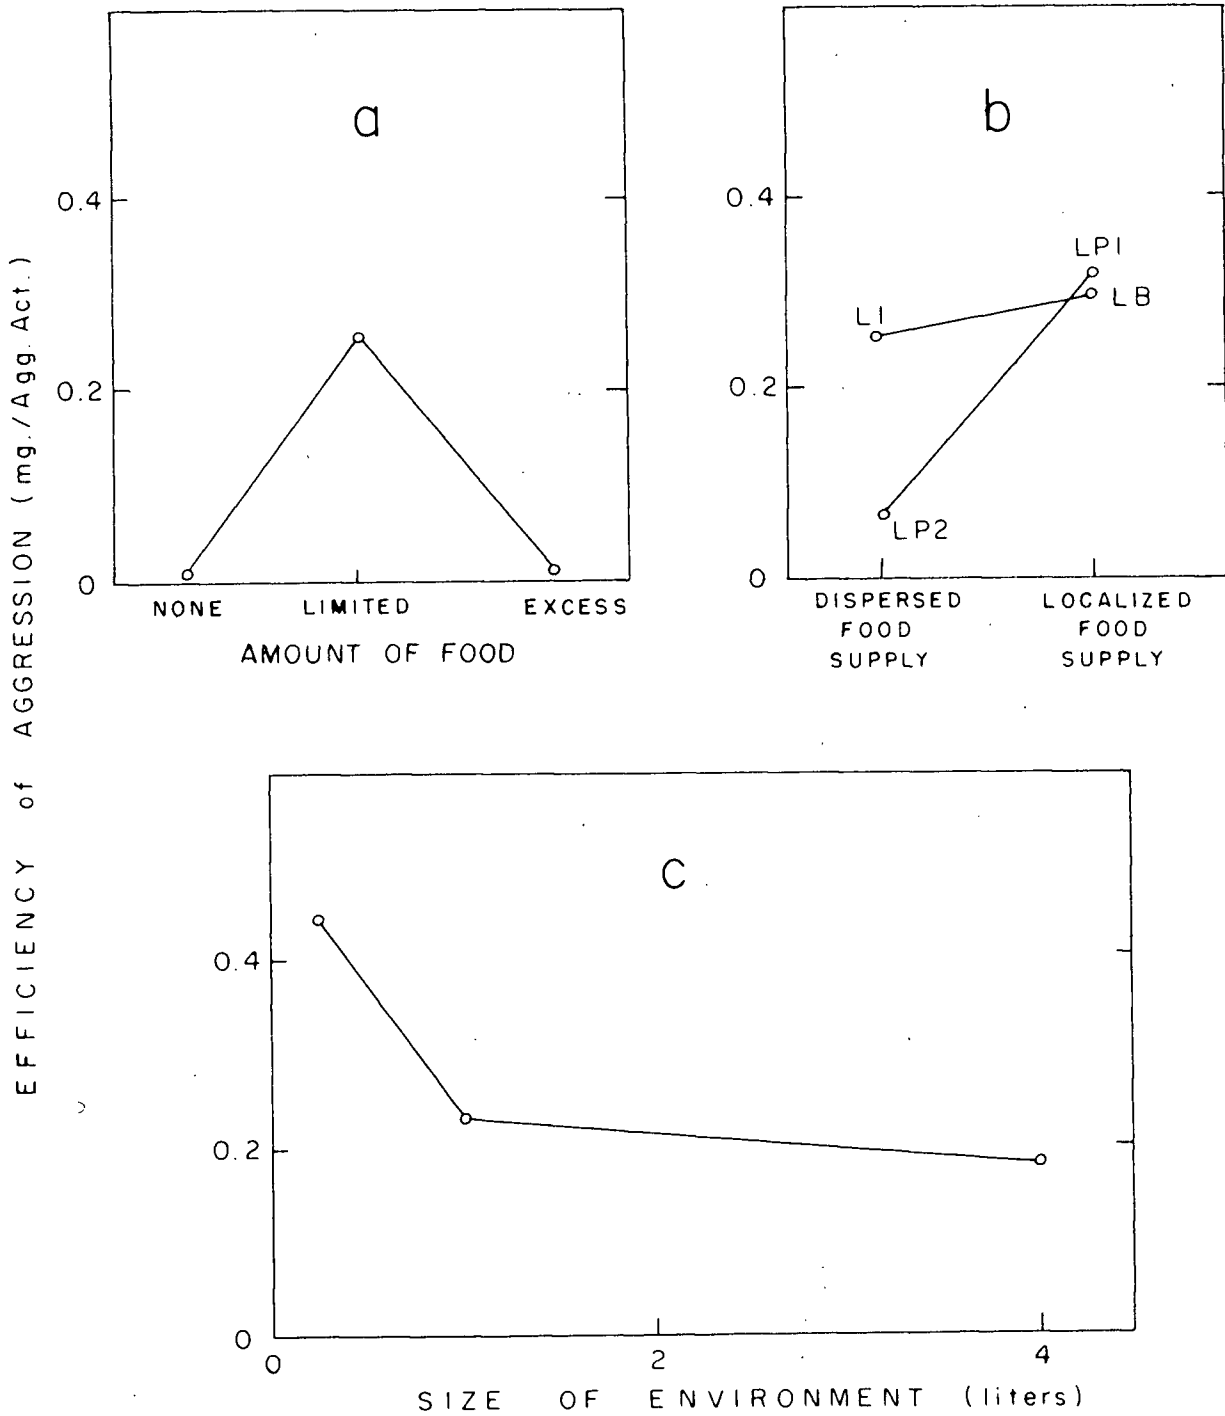 EFFICIENCY of AGGRESSION (mg./Agg. Act.)
a
0.4
0.2
0
NONE LIMITED EXCESS
AMOUNT OF FOOD
b
0.4
0.2
0
LP1
LB
L1
LP2
DISPERSED FOOD SUPPLY
LOCALIZED FOOD SUPPLY
c
0.4
0.2
0
0 2 4
SIZE OF ENVIRONMENT (liters)